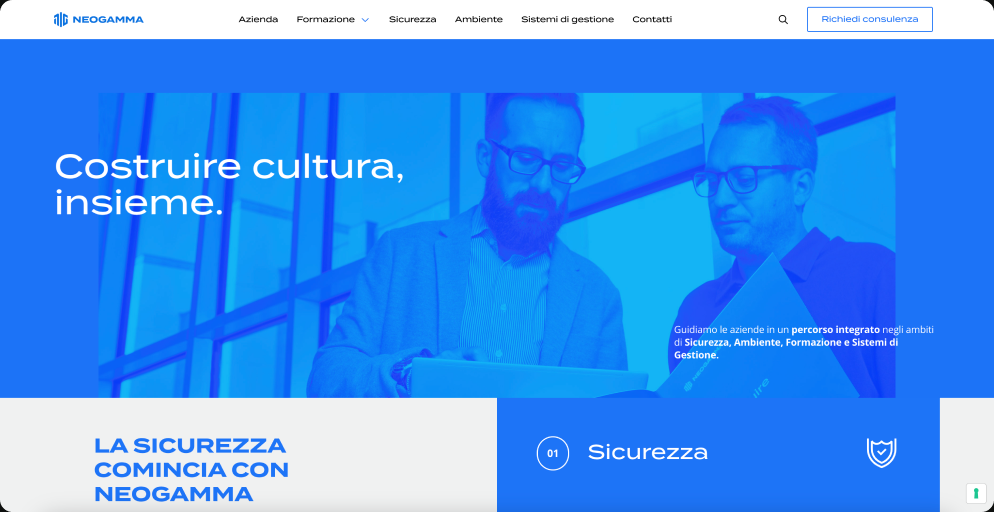 NEOGAMMA
Azienda
Formazione
Sicurezza
Ambiente
Sistemi di gestione
Contatti
Richiedi consulenza
Costruire cultura,
insieme.
Guidiamo le aziende in un percorso integrato negli ambiti
di Sicurezza, Ambiente, Formazione e Sistemi di
Gestione.
LA SICUREZZA
COMINCIA CON
NEOGAMMA
01
Sicurezza